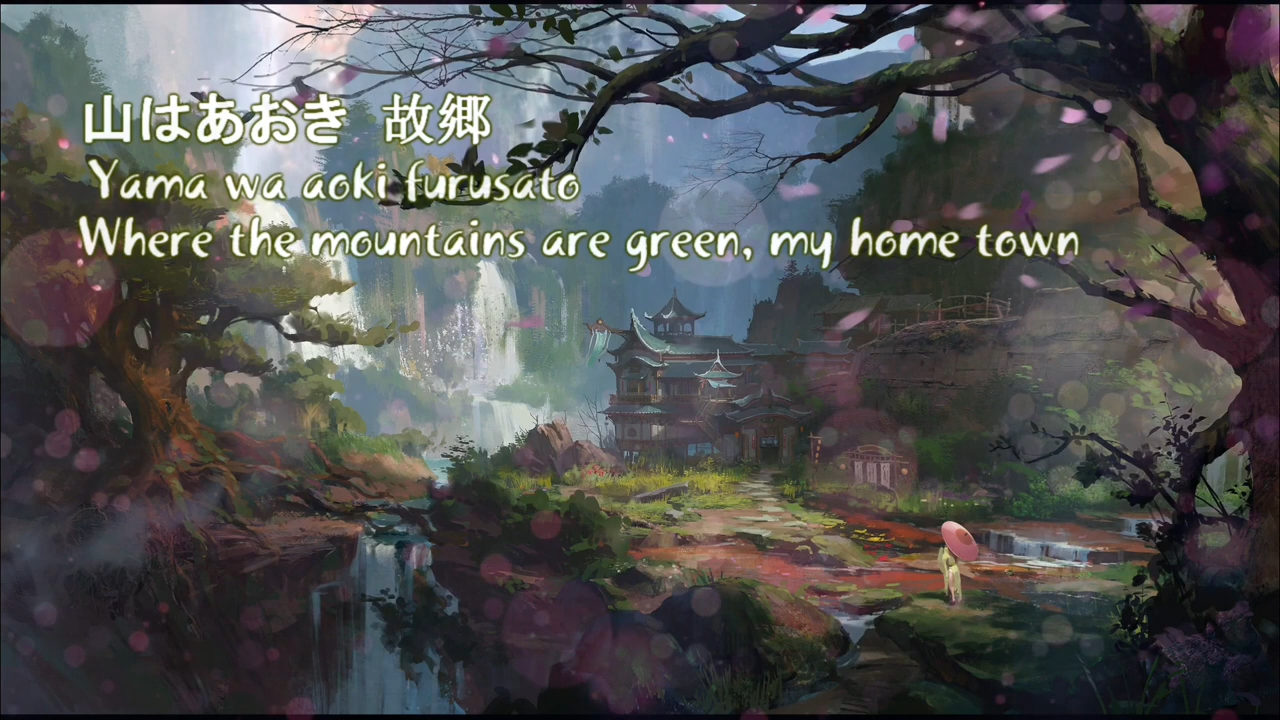 山はあおき 故郷
Yama wa aoki furusato
Where the mountains are green, my home town